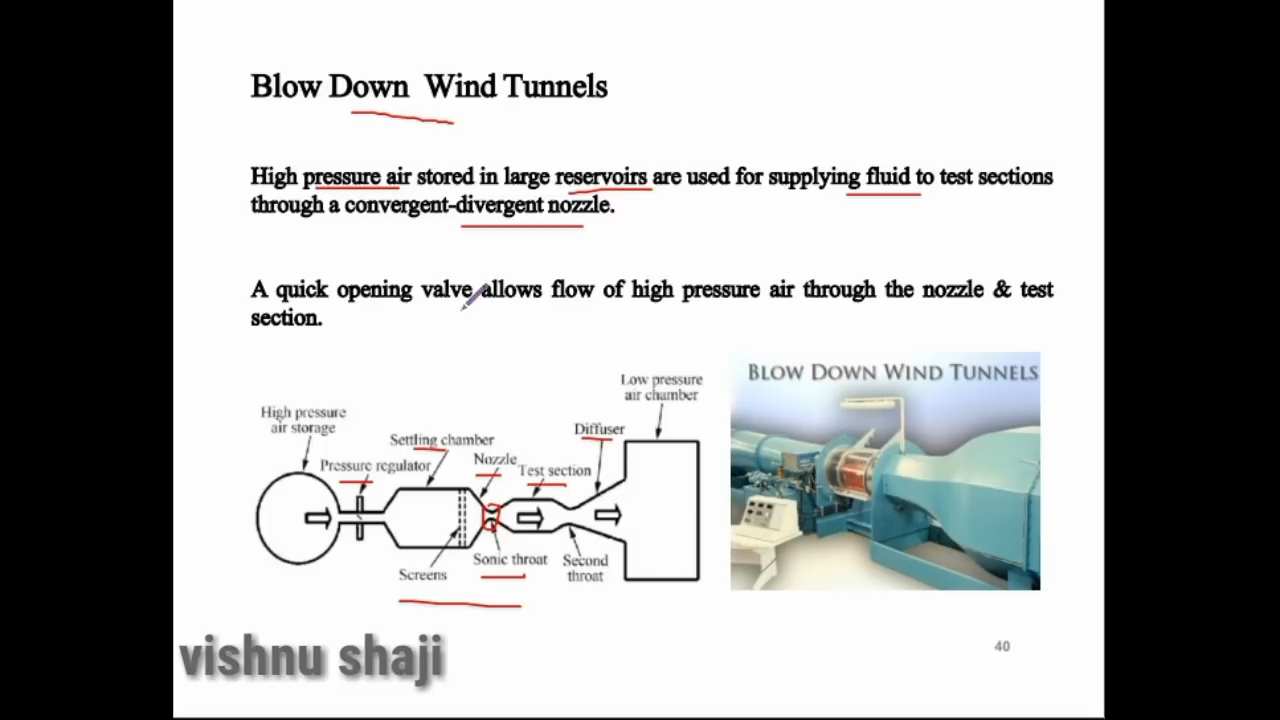 Blow Down Wind Tunnels
High pressure air stored in large reservoirs are used for supplying fluid to test sections
through a convergent-divergent nozzle.
A quick opening valve allows flow of high pressure air through the nozzle & test
section.
Low pressure
air chamber
High pressure
air storage
Diffuser
Settling chamber
Nozzle
Pressure regulator
Test section
Sonic throat
Second
throat
Screens
BLOW DOWN WIND TUNNELS
vishnu shaji
40